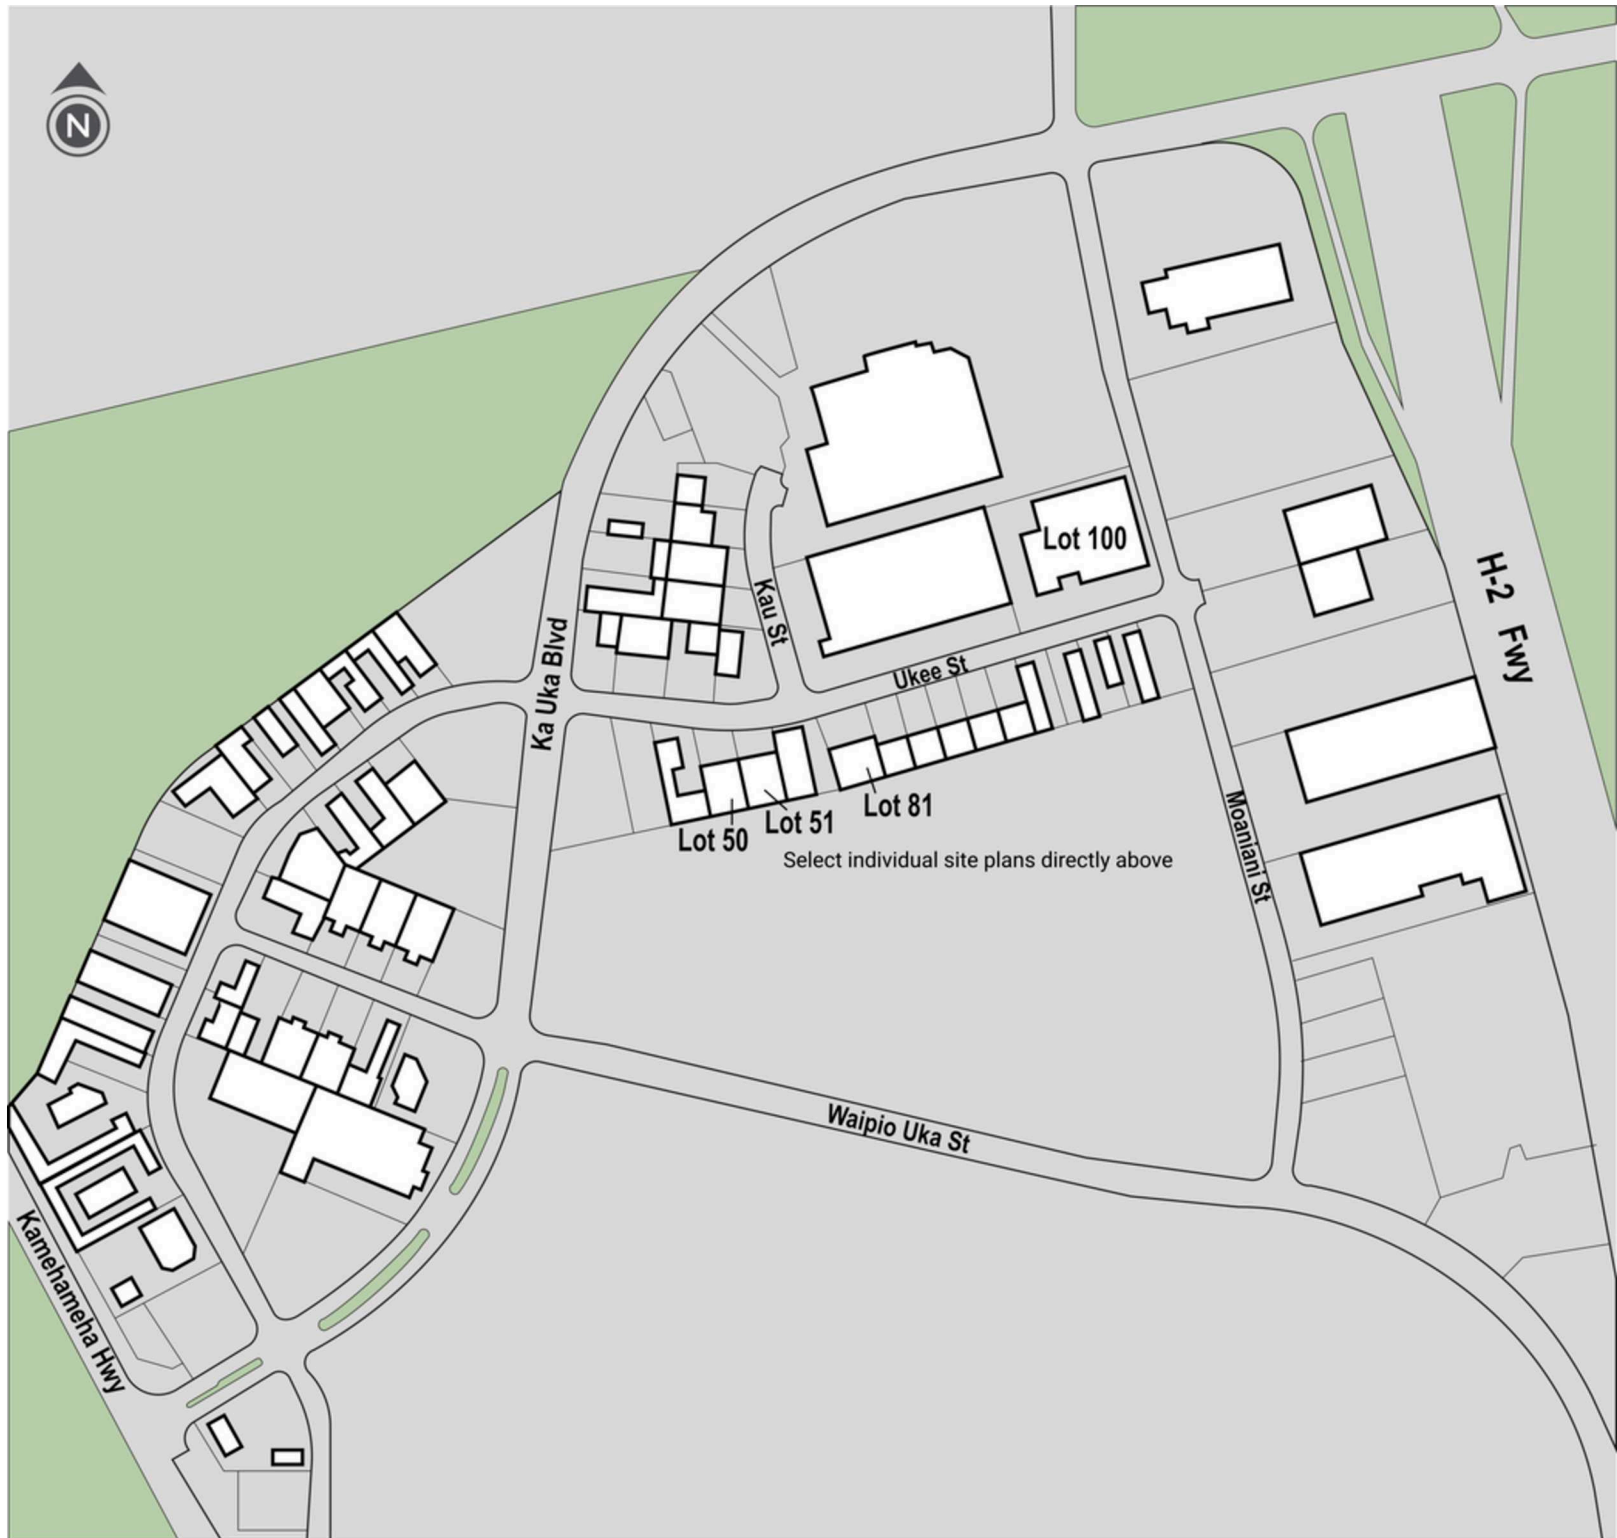 N
Lot 100
H-2 Fwy
Kau St
Ka Uka Blvd
Ukee St
Lot 81
Lot 51
Lot 50
Select individual site plans directly above
Moaniani St
Waipio Uka St
Kamehameha Hwy